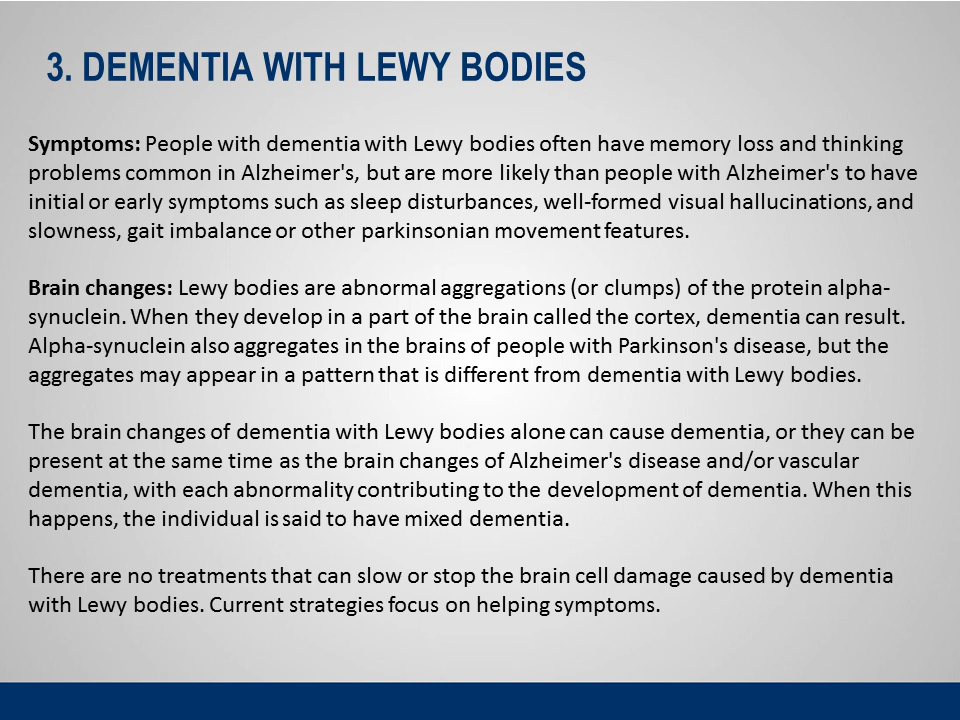 3. DEMENTIA WITH LEWY BODIES
Symptoms: People with dementia with Lewy bodies often have memory loss and thinking
problems common in Alzheimer's, but are more likely than people with Alzheimer's to have
initial or early symptoms such as sleep disturbances, well-formed visual hallucinations, and
slowness, gait imbalance or other parkinsonian movement features.
Brain changes: Lewy bodies are abnormal aggregations (or clumps) of the protein alpha-
synuclein. When they develop in a part of the brain called the cortex, dementia can result.
Alpha-synuclein also aggregates in the brains of people with Parkinson's disease, but the
aggregates may appear in a pattern that is different from dementia with Lewy bodies.
The brain changes of dementia with Lewy bodies alone can cause dementia, or they can be
present at the same time as the brain changes of Alzheimer's disease and/or vascular
dementia, with each abnormality contributing to the development of dementia. When this
happens, the individual is said to have mixed dementia.
There are no treatments that can slow or stop the brain cell damage caused by dementia
with Lewy bodies. Current strategies focus on helping symptoms.